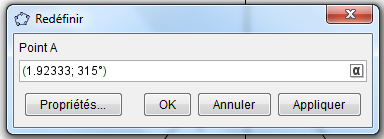 Redéfinir
Point A
(1.92333; 315°)
α
Propriétés... OK Annuler Appliquer